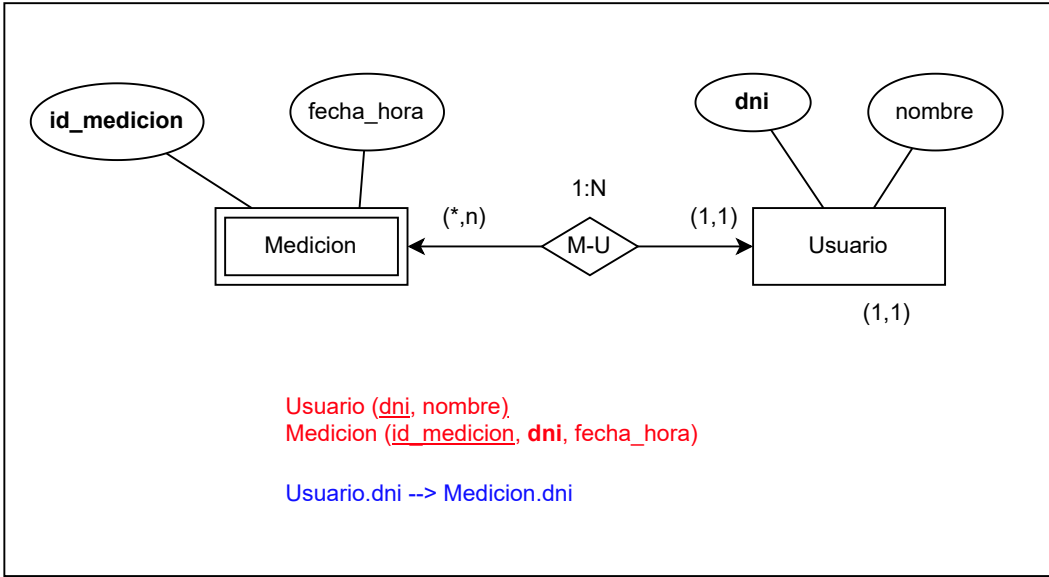 id_medicion
fecha_hora
dni
nombre
1:N
(*,n)
(1,1)
Medicion
M-U
Usuario
(1,1)
Usuario (dni, nombre)
Medicion (id_medicion, dni, fecha_hora)
Usuario.dni --> Medicion.dni